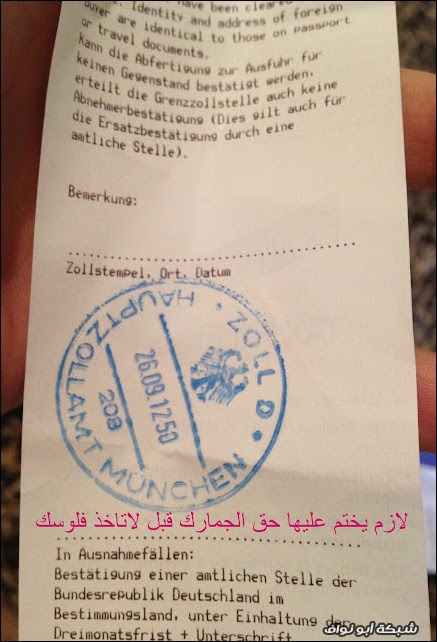 have been cleared
. Identity and address of foreign
buyer are identical to those on passport
or travel documents.
Kann die Abfertigung zur Ausfuhr für
keinen Gegenstand bestätigt werden,
erteilt die Grenzzollstelle auch keine
Abnehmerbestätigung (Dies gilt auch für
die Ersatzbestätigung durch eine
amtliche Stelle).
Bemerkung:
Zollstempel, Ort, Datum
ZOLL D
HAUPTZOLLAMT MÜNCHEN
26.09.1250
208
لازم يختم عليها حق الجمارك قبل لاتاخذ فلوسك
In Ausnahmefällen:
Bestätigung einer amtlichen Stelle der
Bundesrepublik Deutschland im
Bestimmungsland, unter Einhaltung der
Dreimonatsfrist + Unterschrift
شبكة ابو نواف